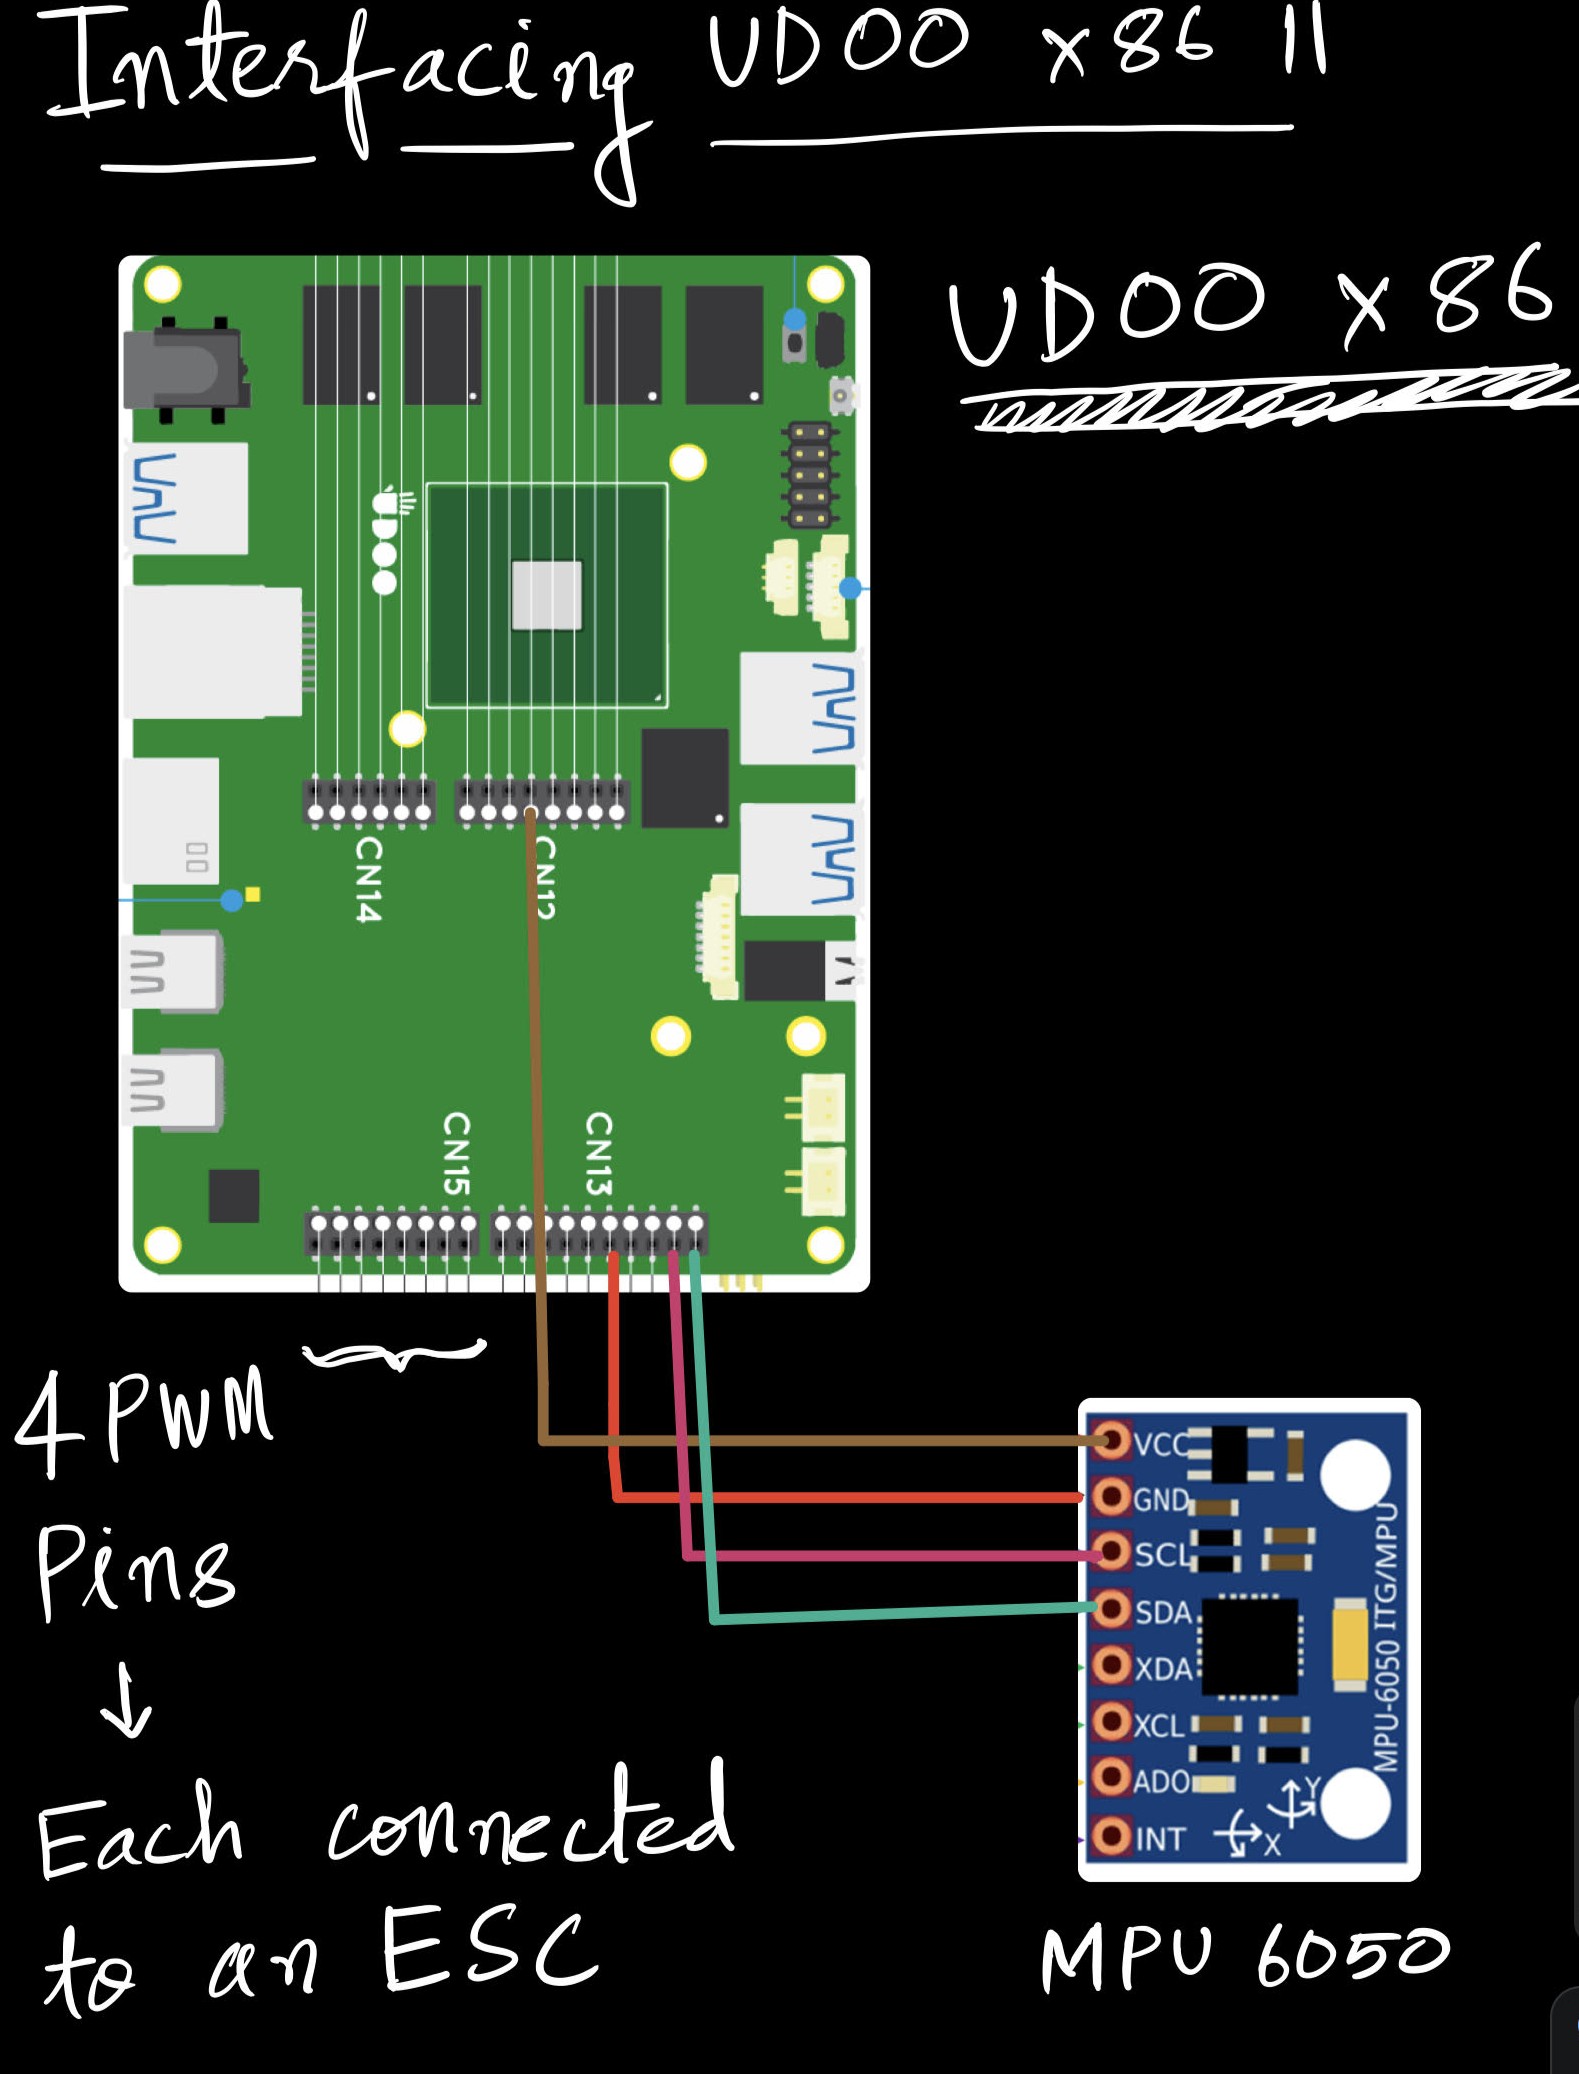 Interfacing UDOO x86 II
UDOO x86
UDOO
CN14
CN12
CN15
CN13
4 PWM
Pins
↓
Each connected
to an ESC
VCC
GND
SCL
SDA
XDA
XCL
ADO
INT
Y
X
MPU-6050 ITG/MPU
MPU 6050